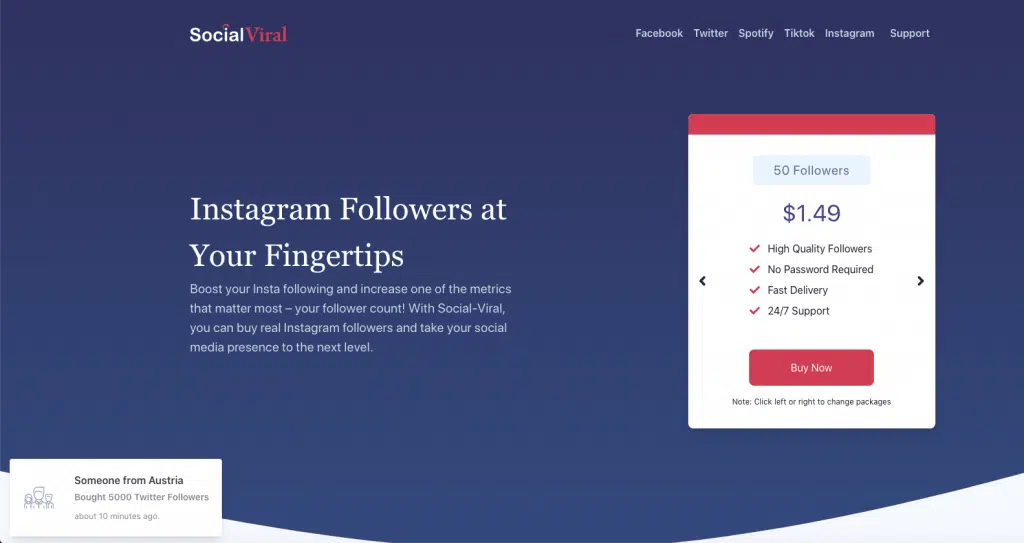 SocialViral
Facebook Twitter Spotify Tiktok Instagram Support
Instagram Followers at
Your Fingertips
Boost your Insta following and increase one of the metrics
that matter most – your follower count! With Social-Viral,
you can buy real Instagram followers and take your social
media presence to the next level.
50 Followers
$1.49
High Quality Followers
No Password Required
Fast Delivery
24/7 Support
Buy Now
Note: Click left or right to change packages
Someone from Austria
Bought 5000 Twitter Followers
about 10 minutes ago.